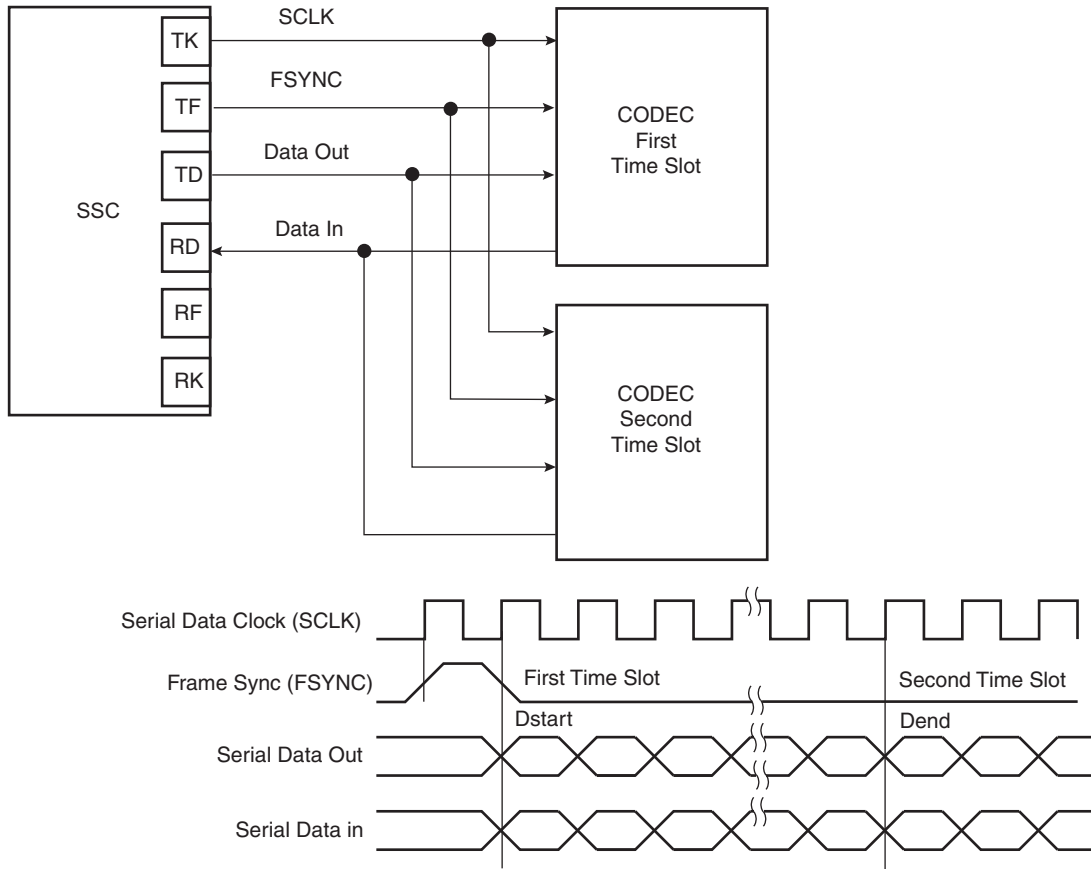 SSC
TK
TF
TD
RD
RF
RK
SCLK
FSYNC
Data Out
Data In
CODEC
First
Time Slot
CODEC
Second
Time Slot
Serial Data Clock (SCLK)
Frame Sync (FSYNC)
First Time Slot
Second Time Slot
Dstart
Dend
Serial Data Out
Serial Data in